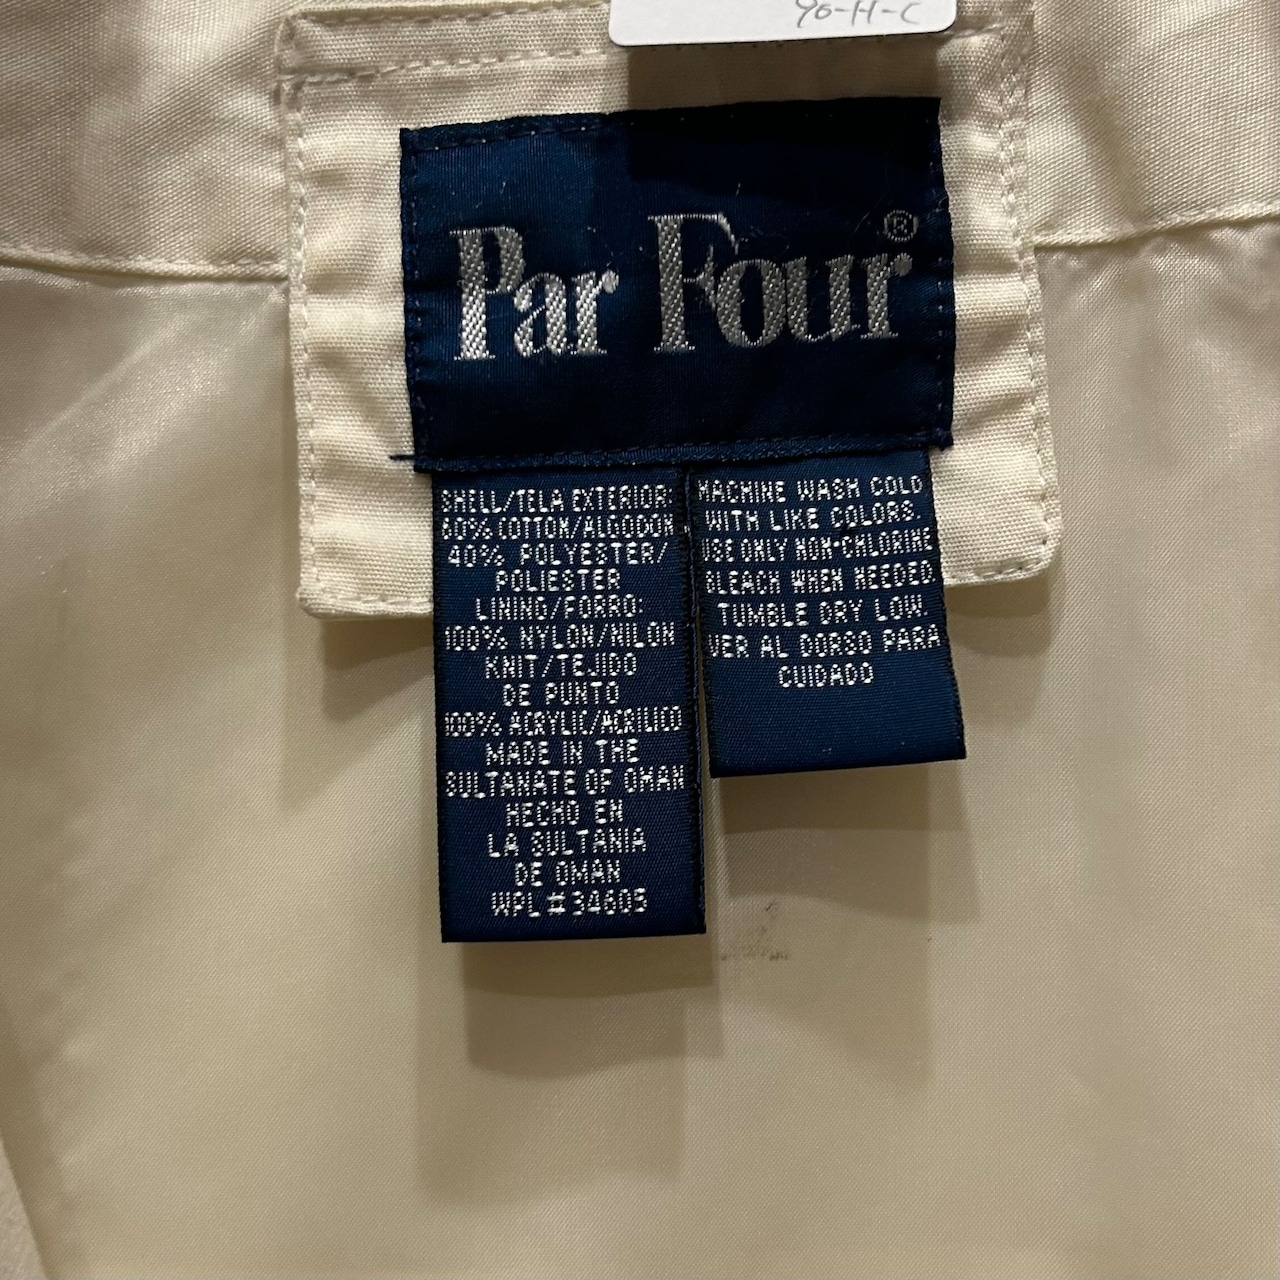 90-H-C
Par Four®
SHELL/TELA EXTERIOR:
60% COTTON/ALGODON
40% POLYESTER/
POLIESTER
LINING/FORRO:
100% NYLON/NILON
KNIT/TEJIDO
DE PUNTO
100% ACRYLIC/ACRILICO
MADE IN THE
SULTANATE OF OMAN
HECHO EN
LA SULTANIA
DE OMAN
WPL#34605
MACHINE WASH COLD
WITH LIKE COLORS.
USE ONLY NON-CHLORINE
BLEACH WHEN NEEDED
TUMBLE DRY LOW.
VER AL DORSO PARA
CUIDADO